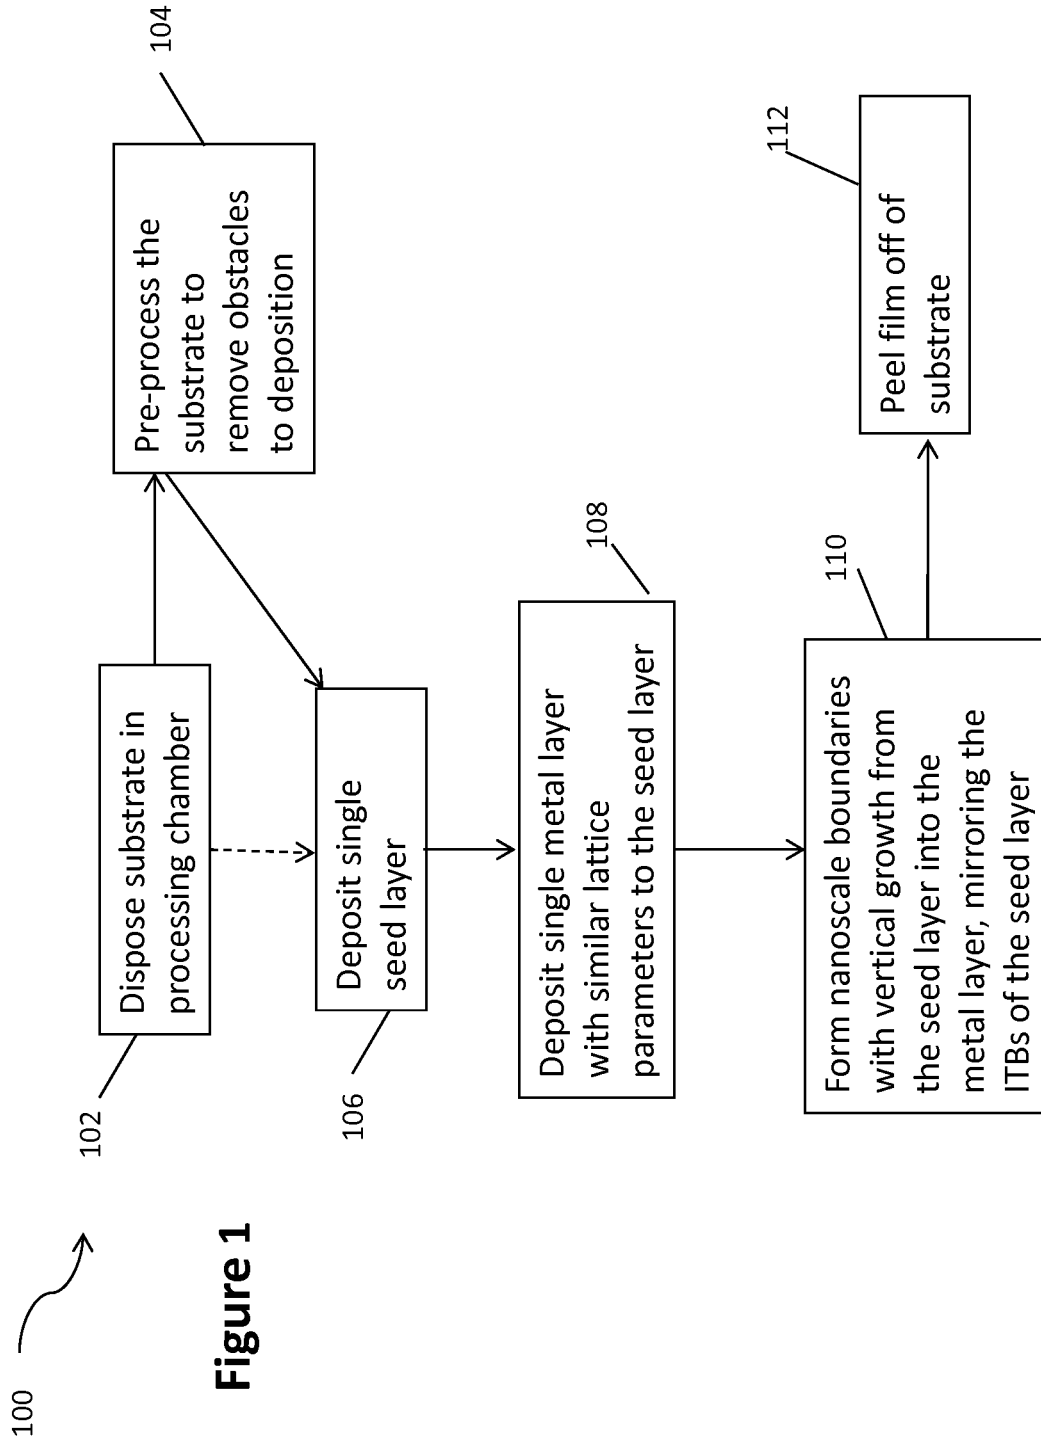 100
Figure 1
102
Dispose substrate in
processing chamber
104
Pre-process the
substrate to
remove obstacles
to deposition
106
Deposit single
seed layer
108
Deposit single metal layer
with similar lattice
parameters to the seed layer
110
Form nanoscale boundaries
with vertical growth from
the seed layer into the
metal layer, mirroring the
ITBs of the seed layer
112
Peel film off of
substrate